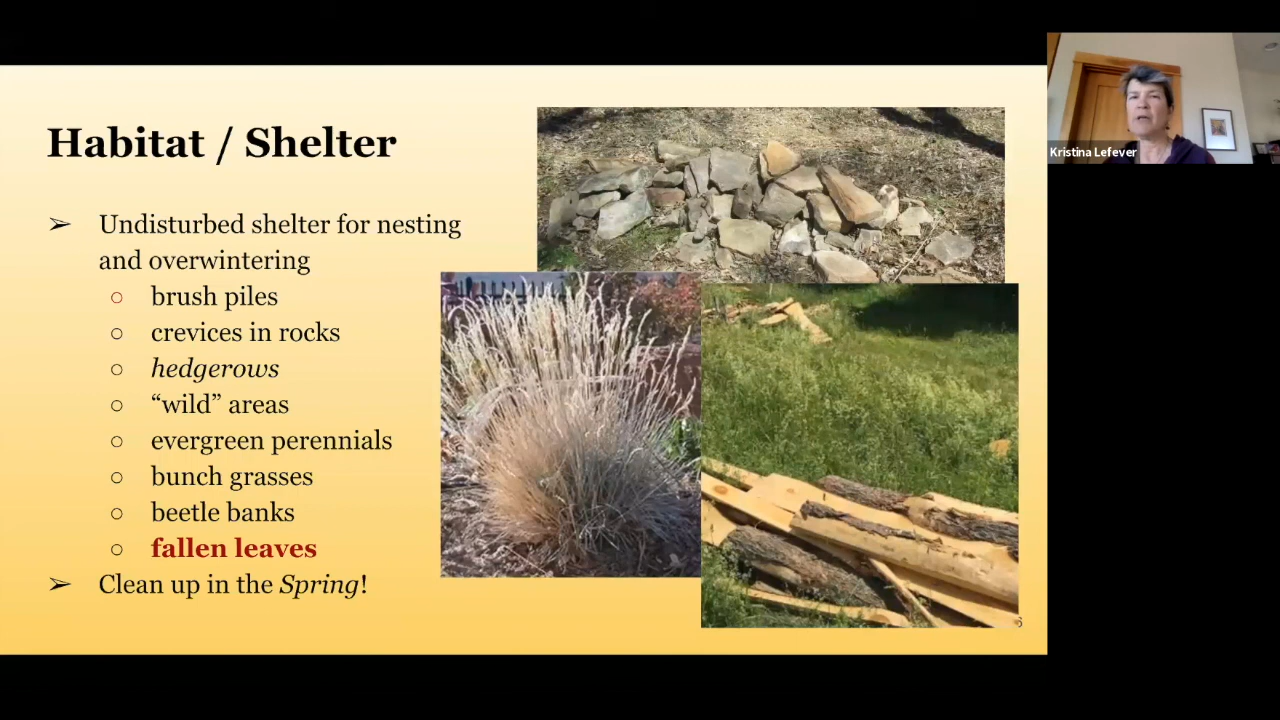 Habitat / Shelter
➢ Undisturbed shelter for nesting
and overwintering
○ brush piles
○ crevices in rocks
○ hedgerows
○ “wild” areas
○ evergreen perennials
○ bunch grasses
○ beetle banks
○ fallen leaves
➢ Clean up in the Spring!
Kristina Lefever